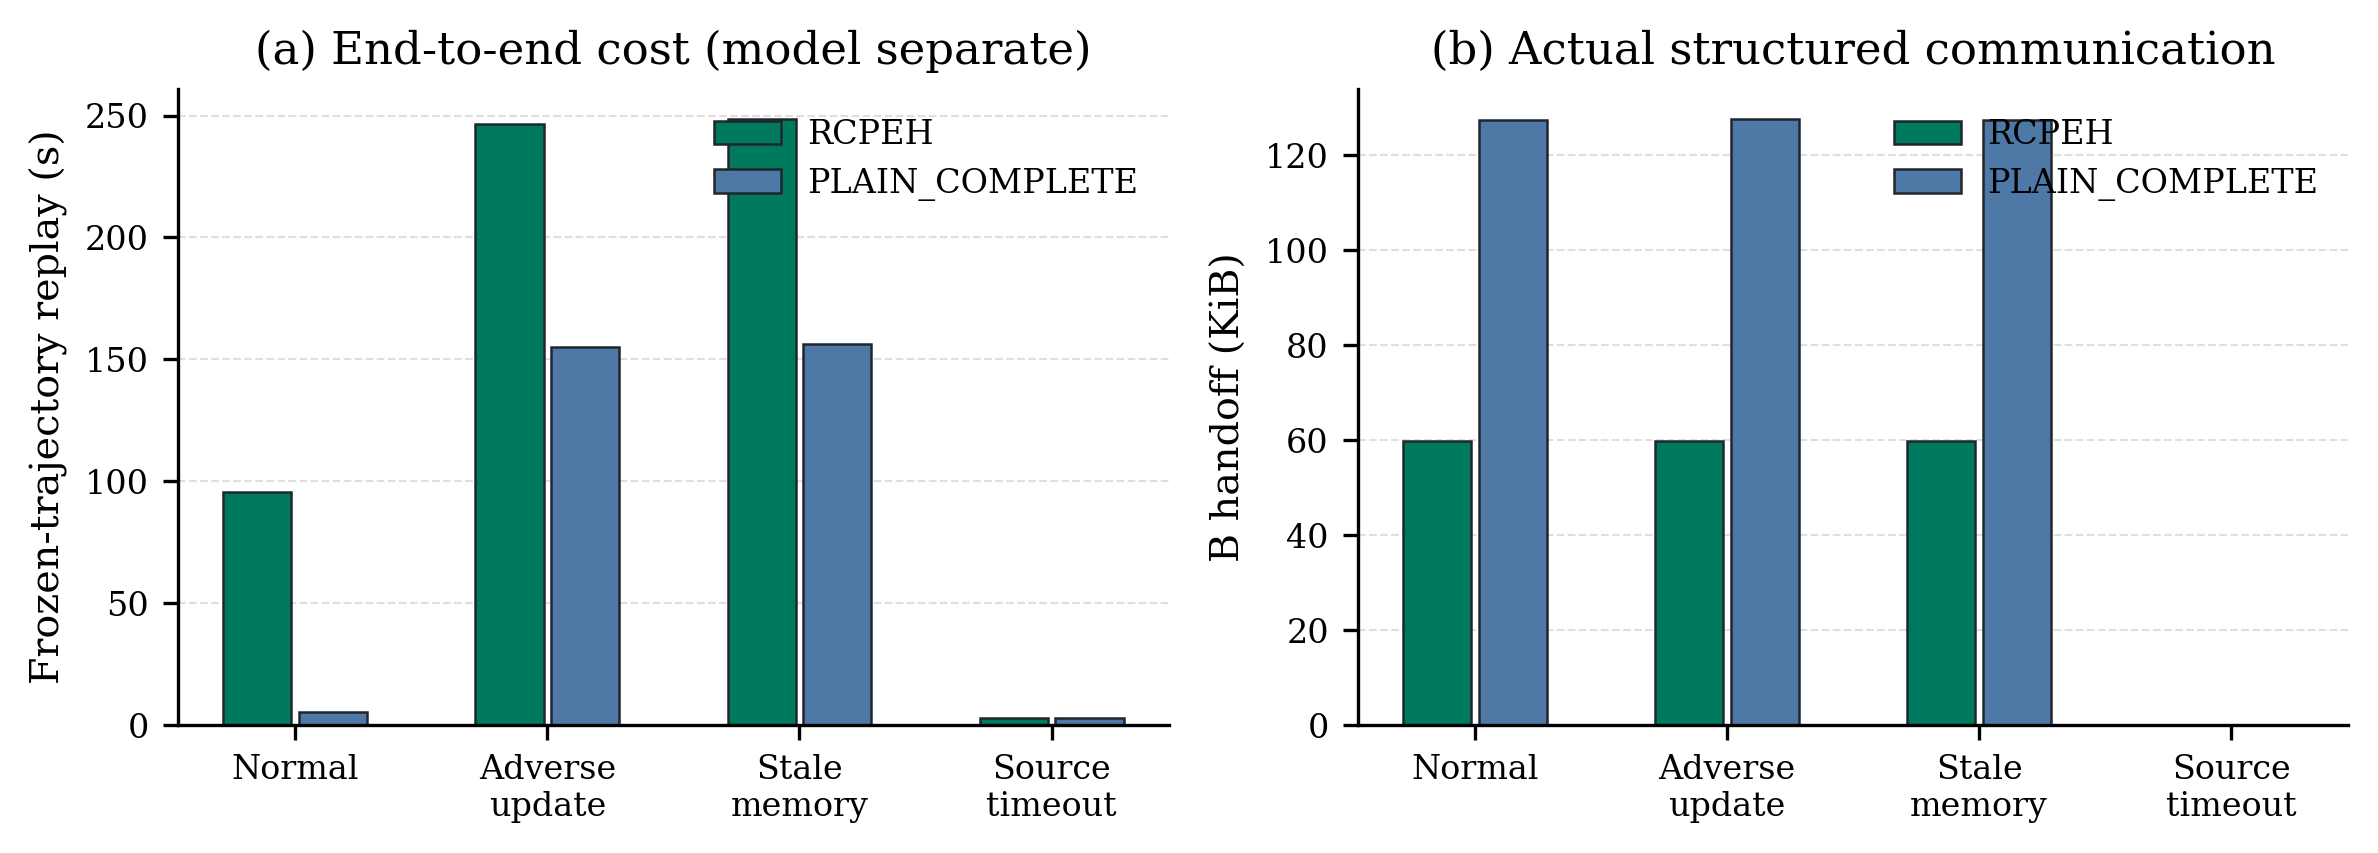 (a) End-to-end cost (model separate)
Frozen-trajectory replay (s)
250
200
150
100
50
0
RCPEH
PLAIN_COMPLETE
Normal
Adverse
update
Stale
memory
Source
timeout
(b) Actual structured communication
B handoff (KiB)
120
100
80
60
40
20
0
RCPEH
PLAIN_COMPLETE
Normal
Adverse
update
Stale
memory
Source
timeout